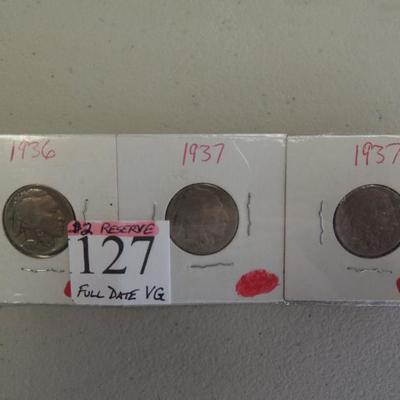 1936
1937
1937
$2 RESERVE
127
FULL DATE VG